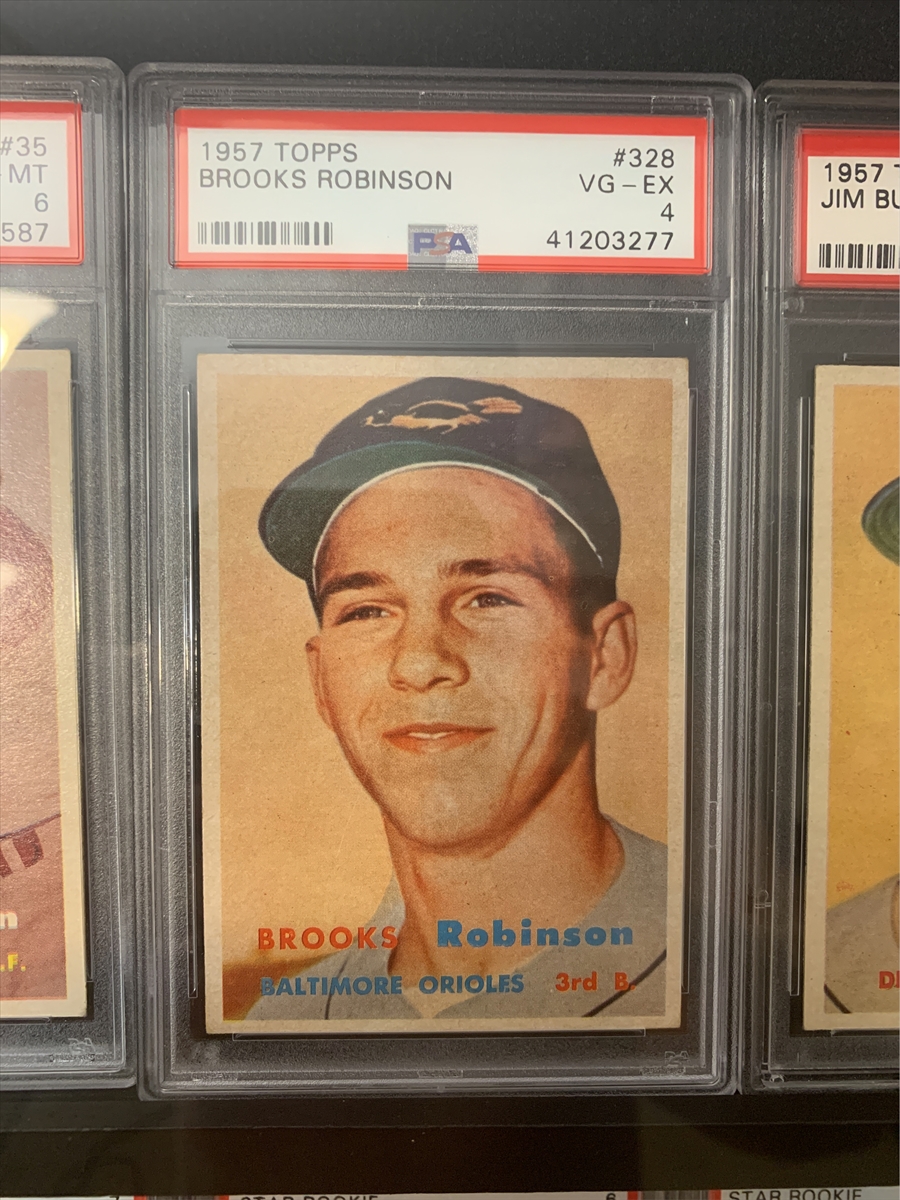 #35
MT
6
587
1957 TOPPS
BROOKS ROBINSON
#328
VG-EX
4
41203277
PSA
1957
JIM BU
BROOKS Robinson
BALTIMORE ORIOLES 3rd B.
n
.F.
STAR ROOKIE
6
STAR ROOKIE